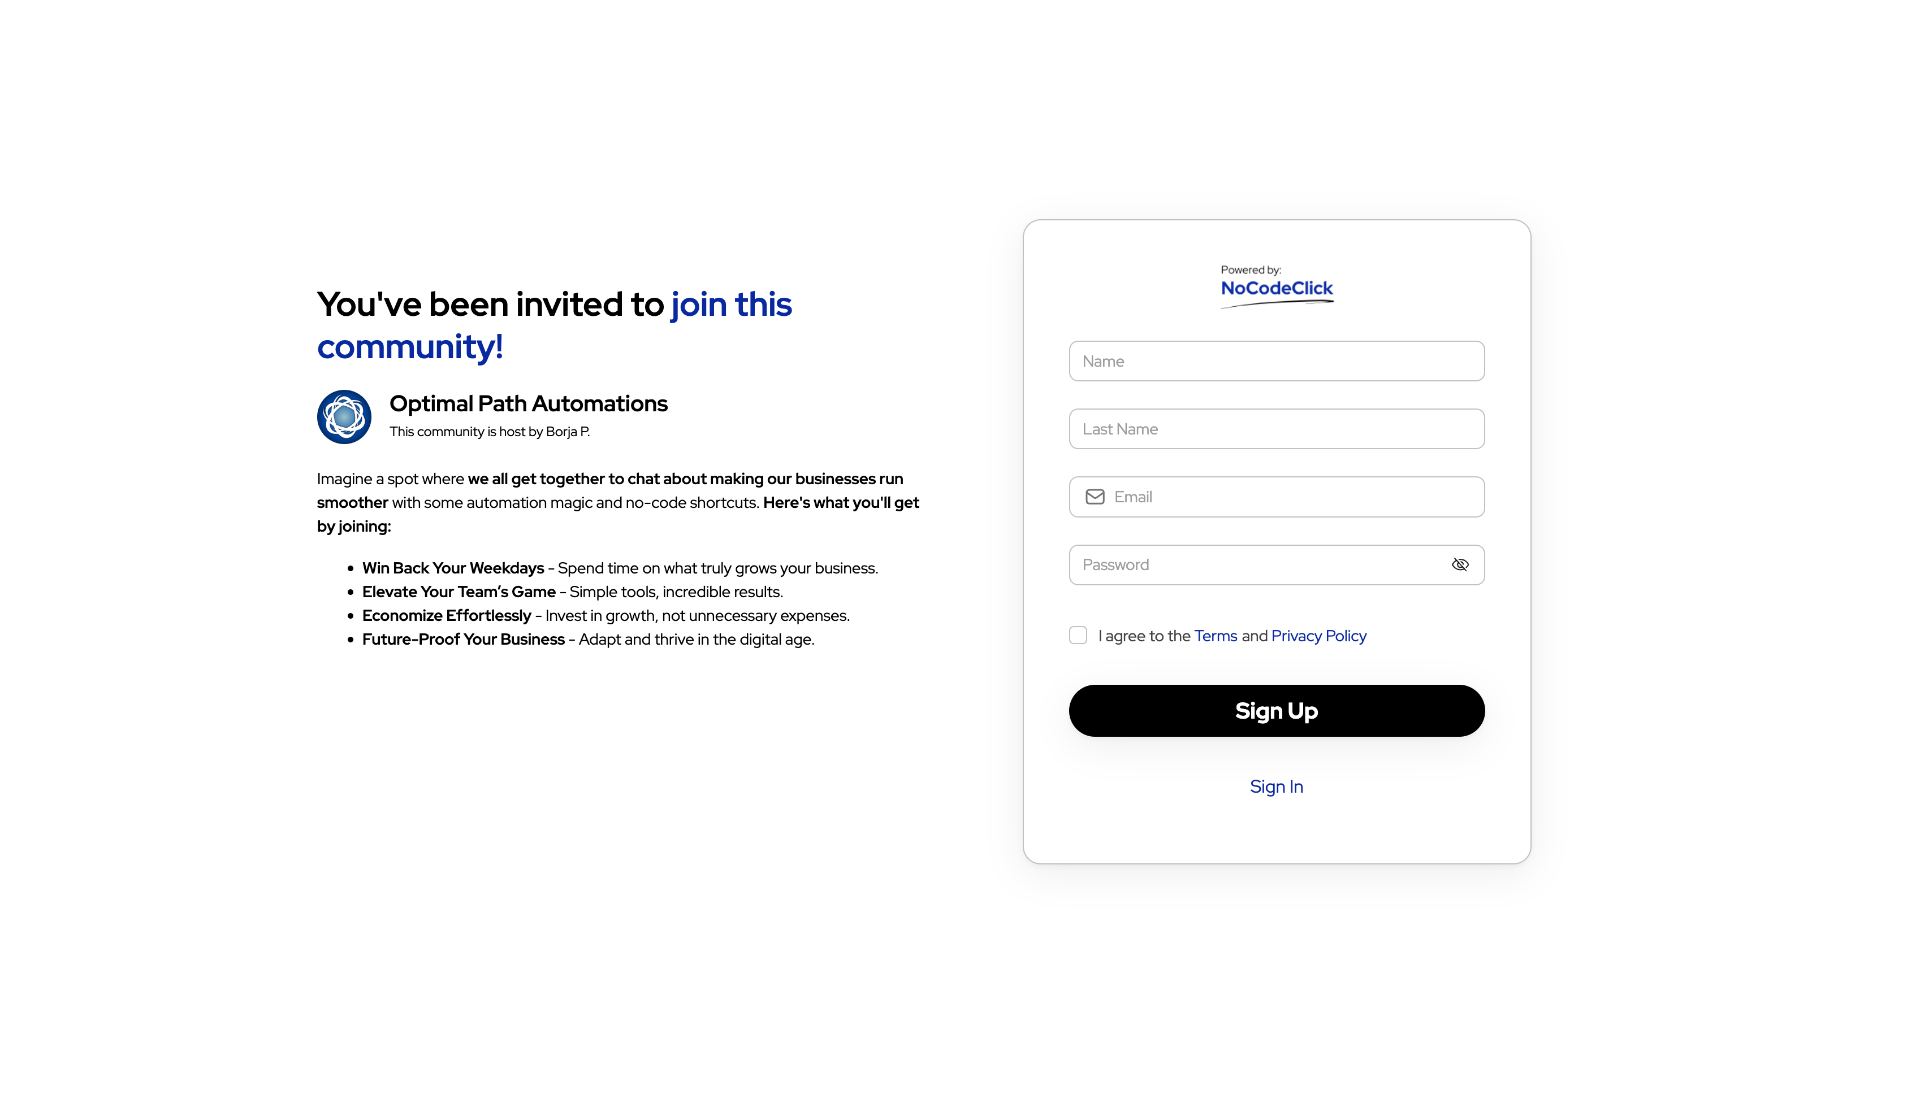 You've been invited to join this
community!
Optimal Path Automations
This community is host by Borja P.
Imagine a spot where we all get together to chat about making our businesses run
smoother with some automation magic and no-code shortcuts. Here's what you'll get
by joining:
• Win Back Your Weekdays - Spend time on what truly grows your business.
• Elevate Your Team’s Game - Simple tools, incredible results.
• Economize Effortlessly - Invest in growth, not unnecessary expenses.
• Future-Proof Your Business - Adapt and thrive in the digital age.
Powered by:
NoCodeClick
Name
Last Name
Email
Password
I agree to the Terms and Privacy Policy
Sign Up
Sign In